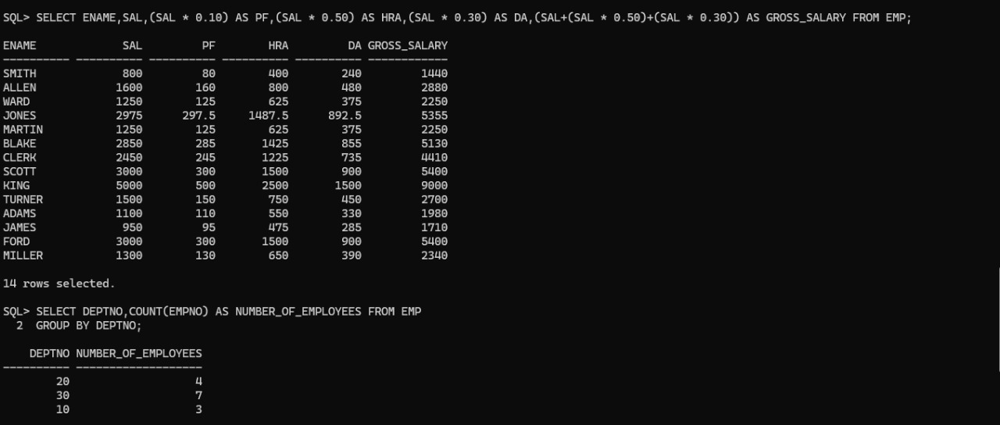 SQL> SELECT ENAME,SAL,(SAL * 0.10) AS PF,(SAL * 0.50) AS HRA,(SAL * 0.30) AS DA,(SAL+(SAL * 0.50)+(SAL * 0.30)) AS GROSS_SALARY FROM EMP;
ENAME             SAL         PF        HRA         DA GROSS_SALARY
---------- ---------- ---------- ---------- ---------- ------------
SMITH             800         80        400        240         1440
ALLEN            1600        160        800        480         2880
WARD             1250        125        625        375         2250
JONES            2975      297.5     1487.5      892.5         5355
MARTIN           1250        125        625        375         2250
BLAKE            2850        285       1425        855         5130
CLERK            2450        245       1225        735         4410
SCOTT            3000        300       1500        900         5400
KING             5000        500       2500       1500         9000
TURNER           1500        150        750        450         2700
ADAMS            1100        110        550        330         1980
JAMES             950         95        475        285         1710
FORD             3000        300       1500        900         5400
MILLER           1300        130        650        390         2340
14 rows selected.
SQL> SELECT DEPTNO,COUNT(EMPNO) AS NUMBER_OF_EMPLOYEES FROM EMP
  2  GROUP BY DEPTNO;
    DEPTNO NUMBER_OF_EMPLOYEES
---------- -------------------
        20                   4
        30                   7
        10                   3